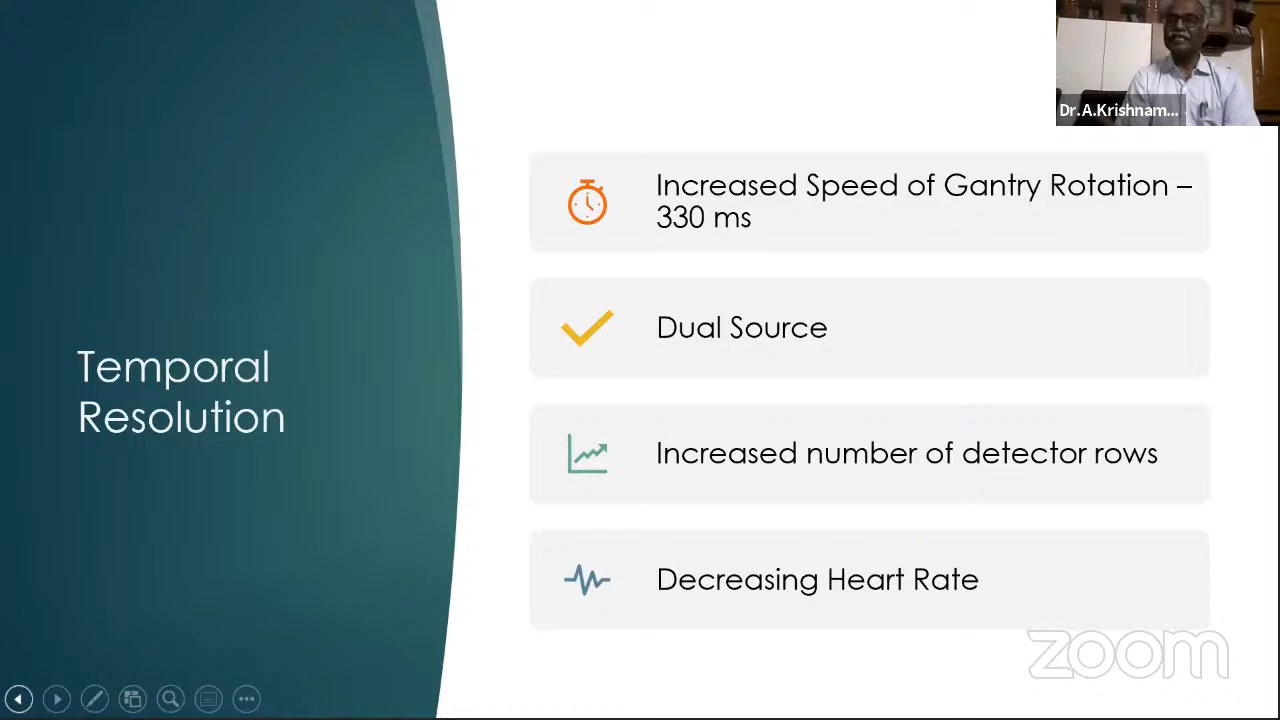 Dr.A.Krishnam...
Increased Speed of Gantry Rotation –
330 ms
Dual Source
Temporal
Resolution
Increased number of detector rows
Decreasing Heart Rate
zoom